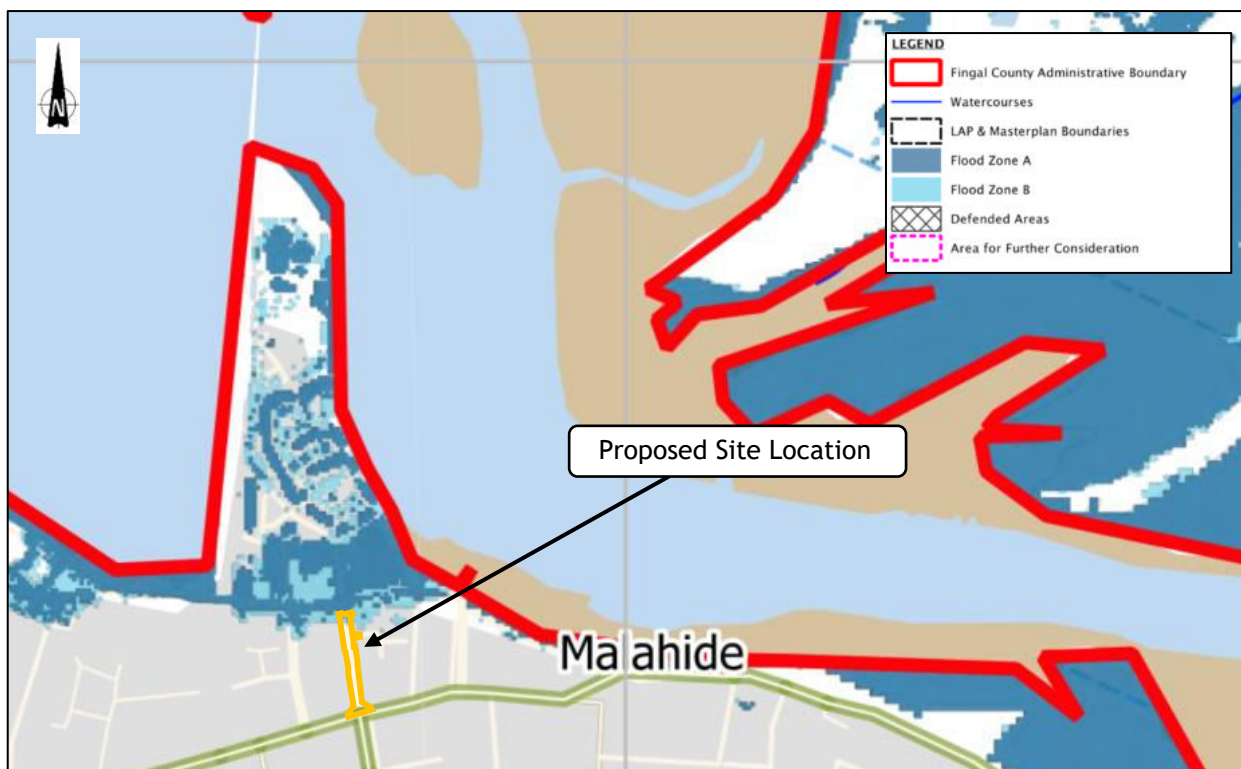 N
LEGEND
Fingal County Administrative Boundary
Watercourses
LAP & Masterplan Boundaries
Flood Zone A
Flood Zone B
Defended Areas
Area for Further Consideration
Proposed Site Location
Malahide